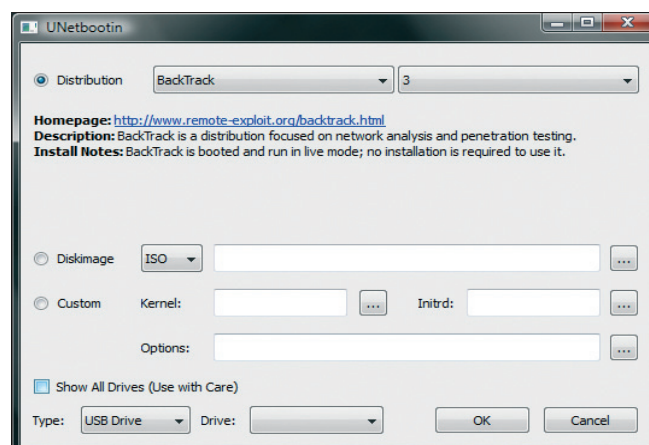 UNetbootin
Distribution BackTrack 3
Homepage: http://www.remote-exploit.org/backtrack.html
Description: BackTrack is a distribution focused on network analysis and penetration testing.
Install Notes: BackTrack is booted and run in live mode; no installation is required to use it.
Diskimage ISO ...
Custom Kernel: ... Initrd: ...
Options: ...
Show All Drives (Use with Care)
Type: USB Drive Drive: OK Cancel